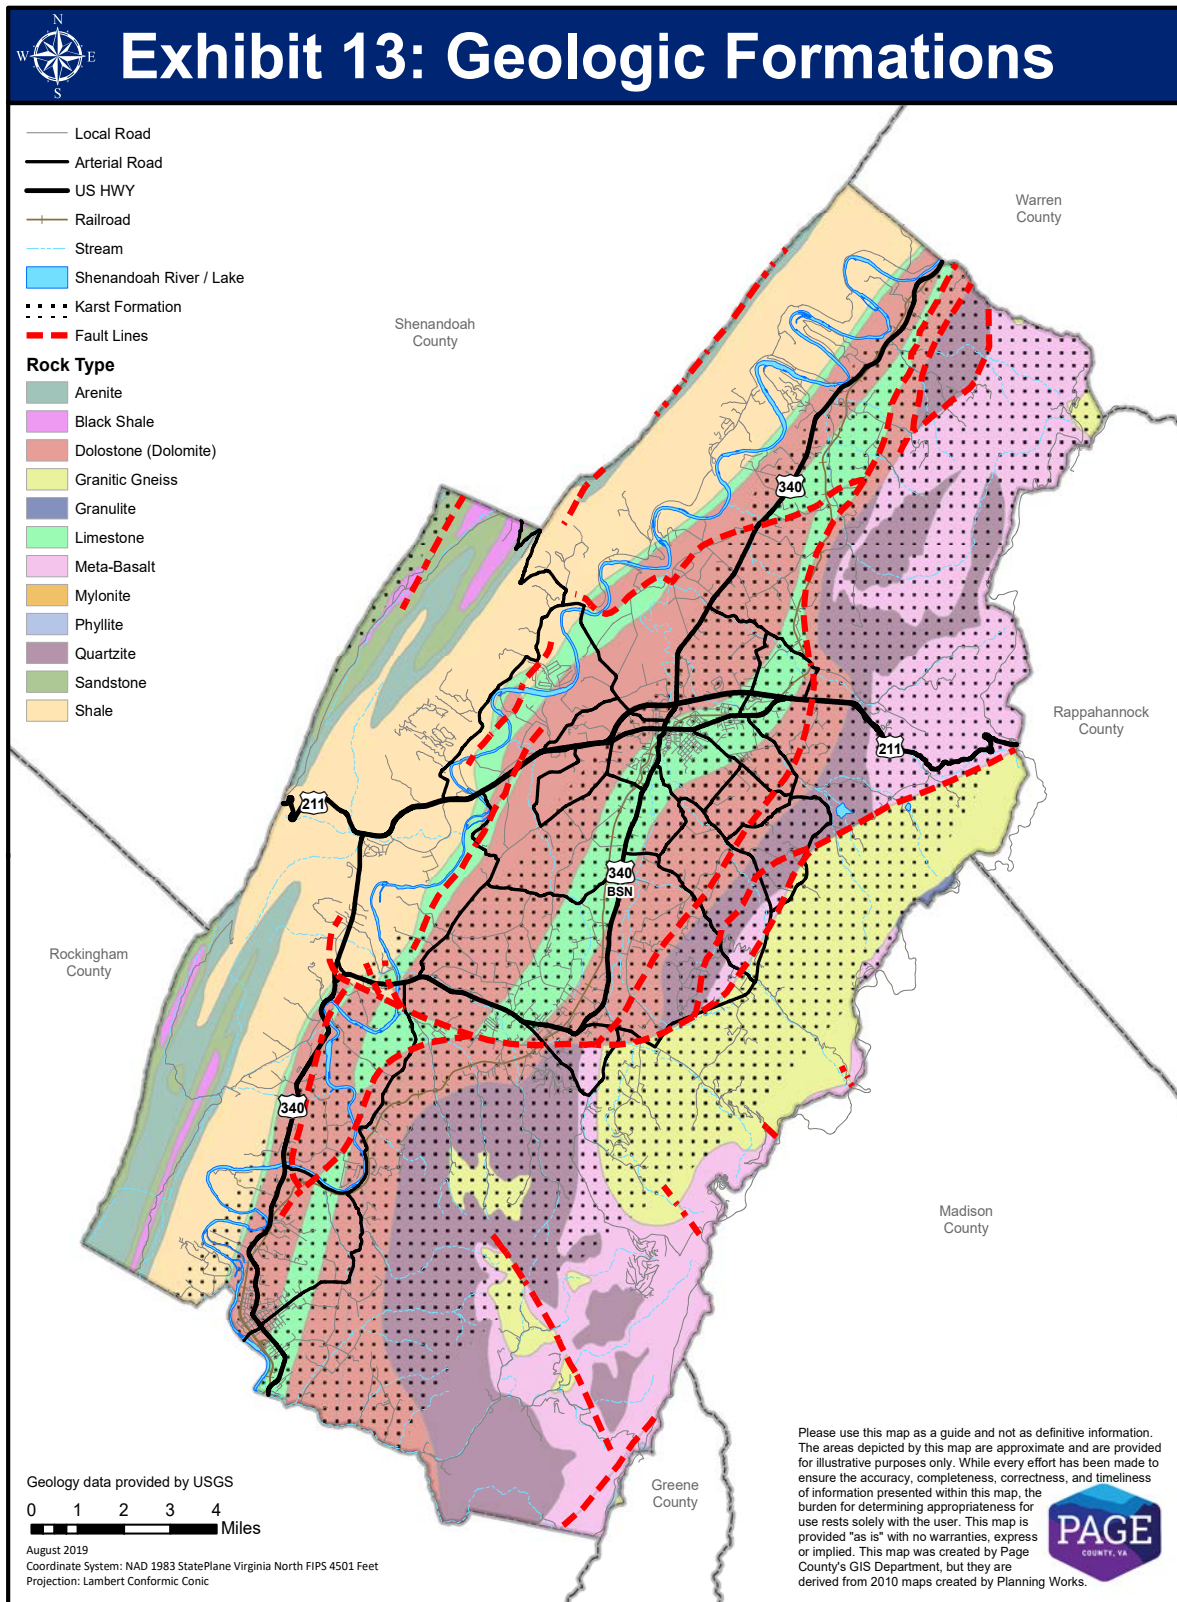 N
W E
S
Exhibit 13: Geologic Formations
Local Road
Arterial Road
US HWY
Railroad
Stream
Shenandoah River / Lake
Karst Formation
Fault Lines
Rock Type
Arenite
Black Shale
Dolostone (Dolomite)
Granitic Gneiss
Granulite
Limestone
Meta-Basalt
Mylonite
Phyllite
Quartzite
Sandstone
Shale
Warren
County
Shenandoah
County
340
Rappahannock
County
211
211
340
BSN
Rockingham
County
340
Madison
County
Greene
County
Geology data provided by USGS
0 1 2 3 4
Miles
August 2019
Coordinate System: NAD 1983 StatePlane Virginia North FIPS 4501 Feet
Projection: Lambert Conformic Conic
Please use this map as a guide and not as definitive information.
The areas depicted by this map are approximate and are provided
for illustrative purposes only. While every effort has been made to
ensure the accuracy, completeness, correctness, and timeliness
of information presented within this map, the
burden for determining appropriateness for
use rests solely with the user. This map is
provided "as is" with no warranties, express
or implied. This map was created by Page
County's GIS Department, but they are
derived from 2010 maps created by Planning Works.
PAGE
COUNTY, VA